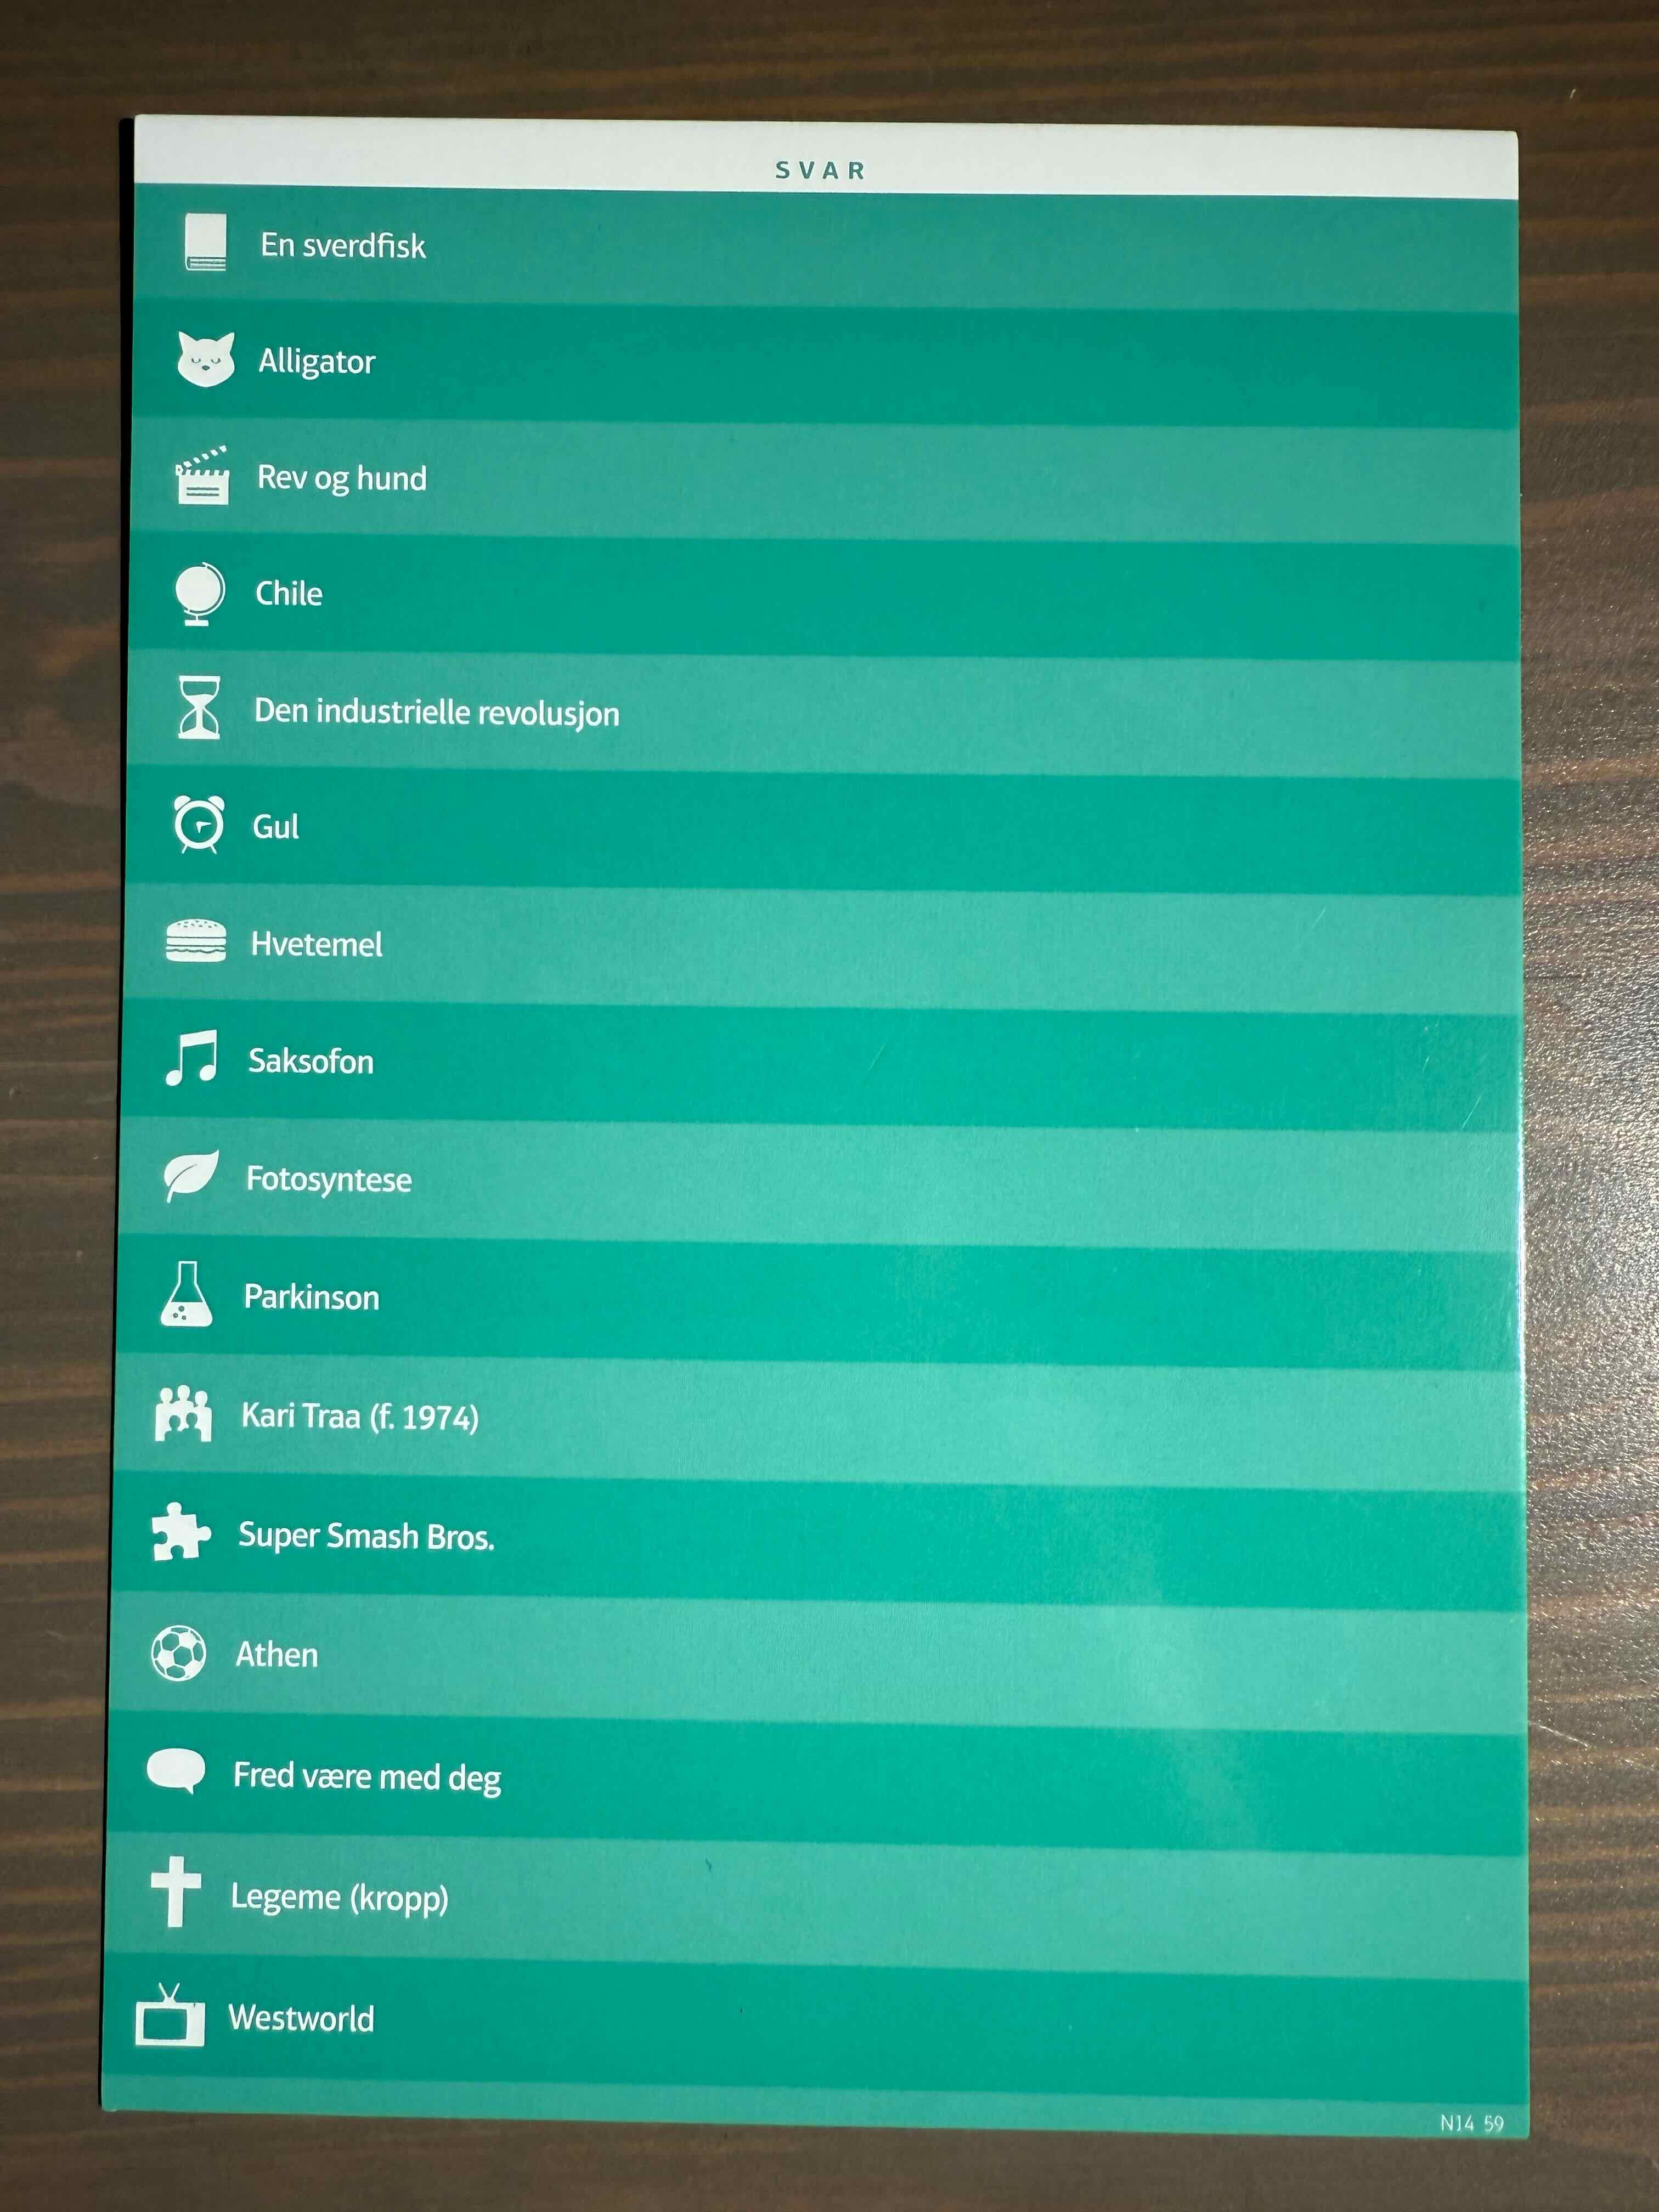 SVAR
En sverdfisk
Alligator
Rev og hund
Chile
Den industrielle revolusjon
Gul
Hvetemel
Saksofon
Fotosyntese
Parkinson
Kari Traa (f. 1974)
Super Smash Bros.
Athen
Fred være med deg
Legeme (kropp)
Westworld
N14 59